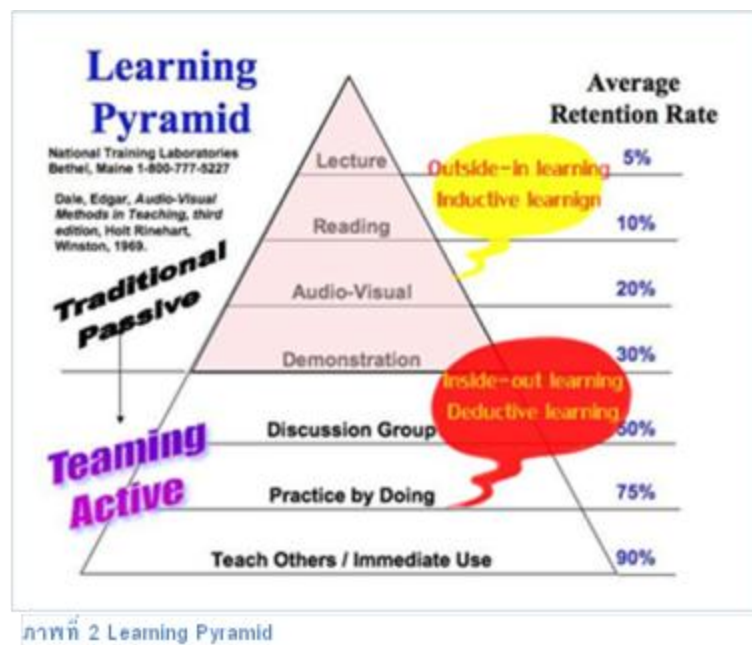 Learning
Pyramid
National Training Laboratories
Bethel, Maine 1-800-777-5227
Dale, Edgar, Audio-Visual
Methods in Teaching, third
edition, Holt Rinehart,
Winston, 1969.
Average
Retention Rate
Lecture
5%
Outside-in learning
Inductive learnign
Reading
10%
Traditional
Passive
Audio-Visual
20%
Demonstration
30%
Inside-out learning
Deductive learning
Teaming
Active
Discussion Group
50%
Practice by Doing
75%
Teach Others / Immediate Use
90%
ภาพที่ 2 Learning Pyramid